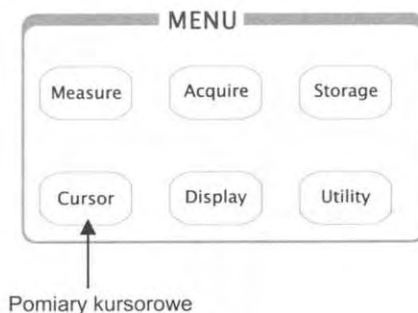 MENU
Measure Acquire Storage
Cursor Display Utility
Pomiary kursorowe